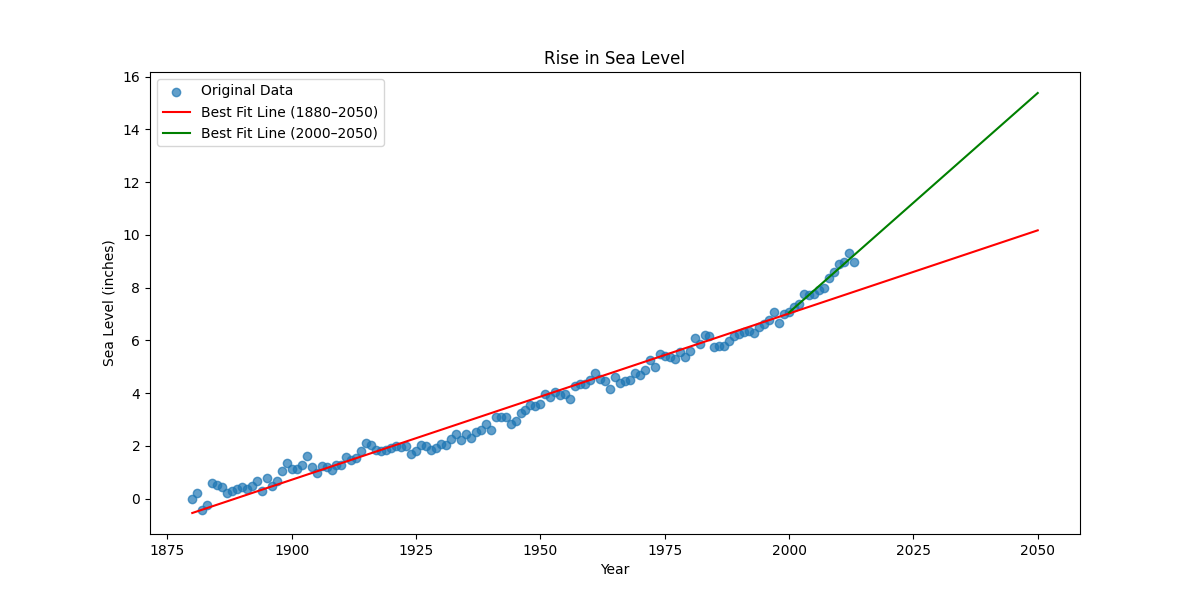 Rise in Sea Level
Original Data
Best Fit Line (1880–2050)
Best Fit Line (2000–2050)
Sea Level (inches)
16
14
12
10
8
6
4
2
0
1875 1900 1925 1950 1975 2000 2025 2050
Year